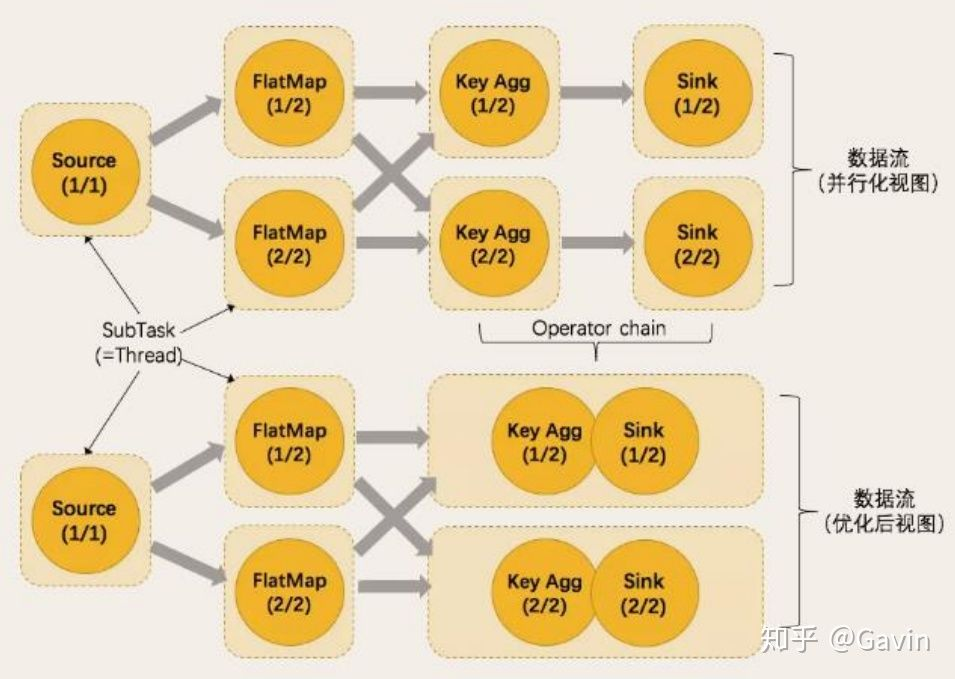 FlatMap
(1/2)
Key Agg
(1/2)
Sink
(1/2)
Source
(1/1)
数据流
(并行化视图)
FlatMap
(2/2)
Key Agg
(2/2)
Sink
(2/2)
SubTask
(=Thread)
Operator chain
FlatMap
(1/2)
Key Agg
(1/2)
Sink
(1/2)
Source
(1/1)
数据流
(优化后视图)
FlatMap
(2/2)
Key Agg
(2/2)
Sink
(2/2)
知乎 @Gavin